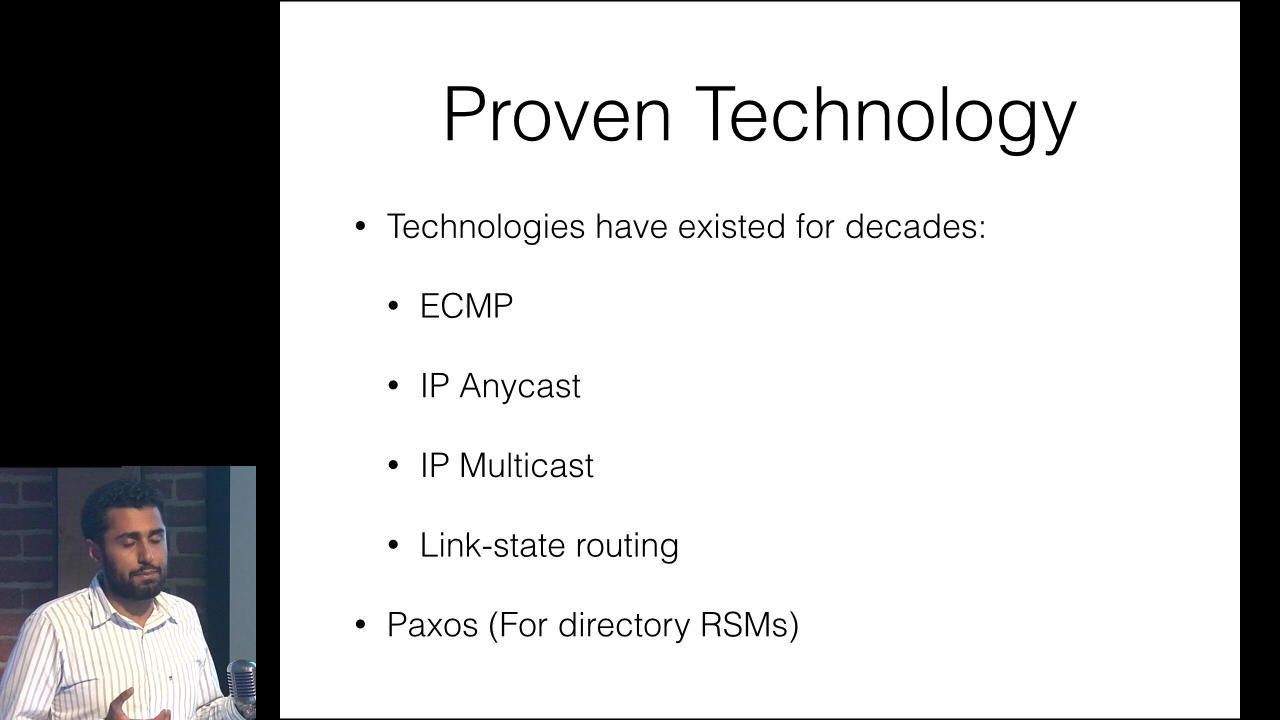 Proven Technology
• Technologies have existed for decades:
• ECMP
• IP Anycast
• IP Multicast
• Link-state routing
• Paxos (For directory RSMs)